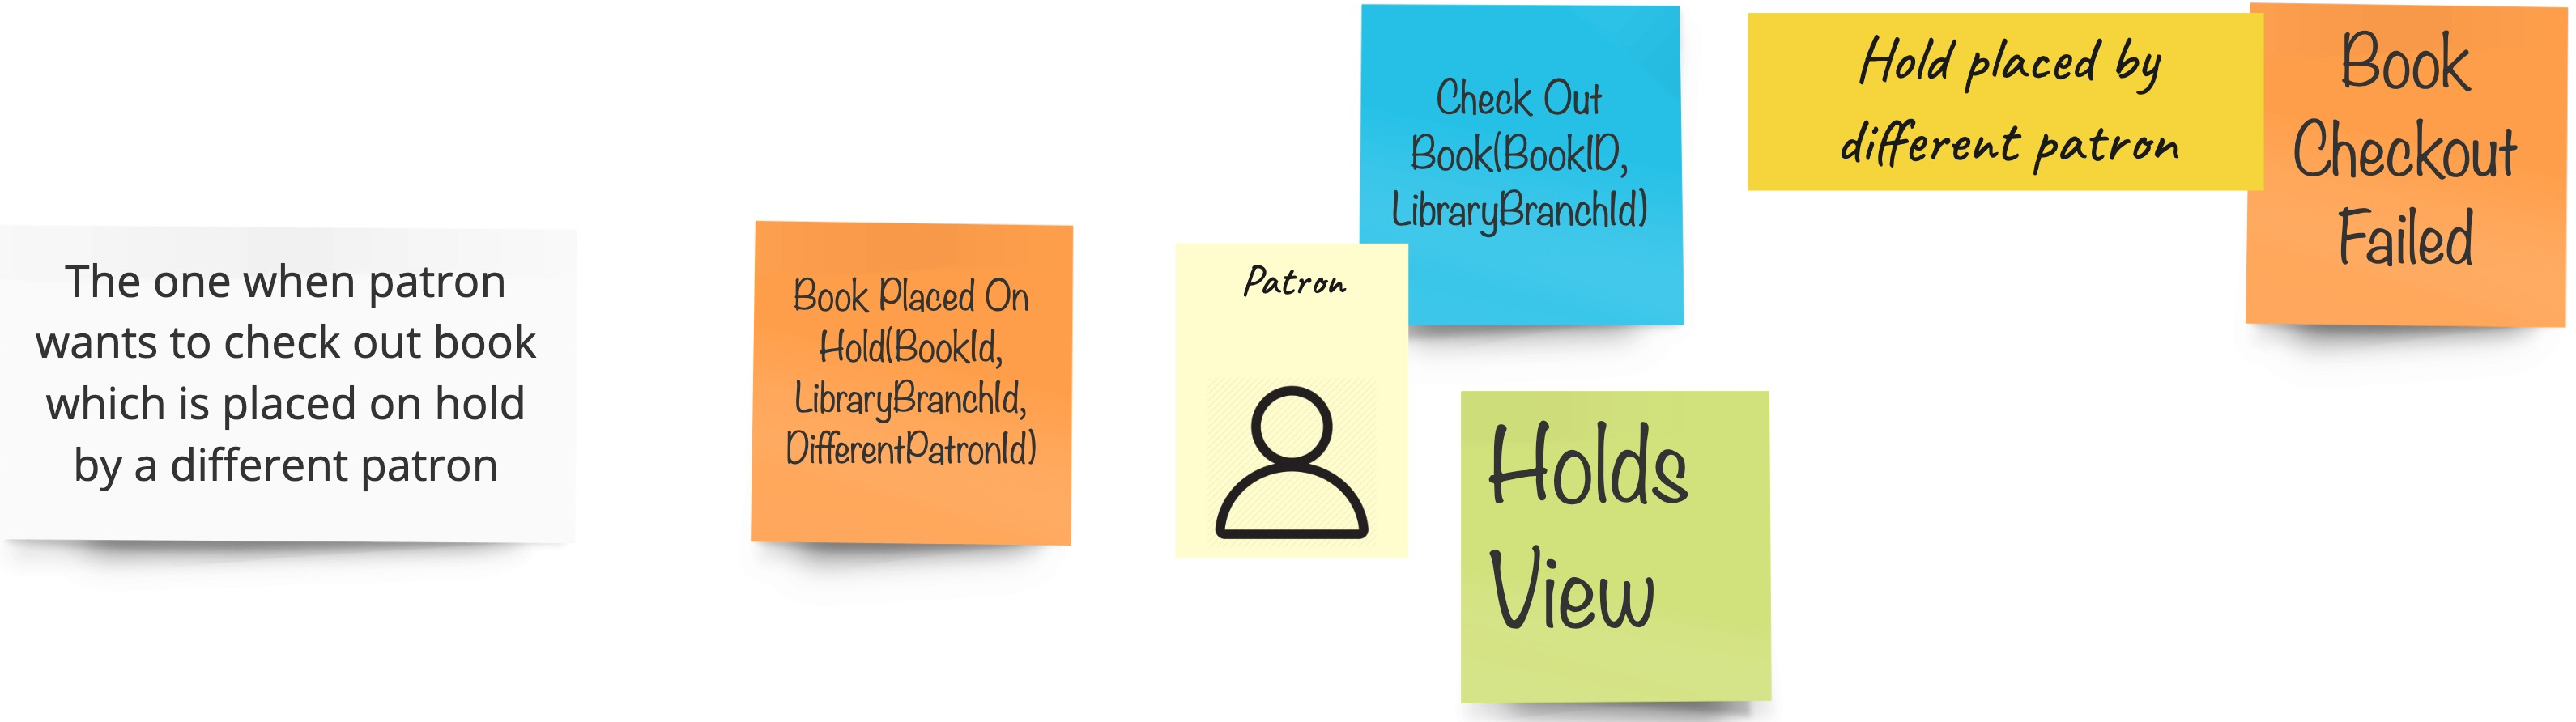 The one when patron
wants to check out book
which is placed on hold
by a different patron
Book Placed On
Hold(BookId,
LibraryBranchId,
DifferentPatronId)
Patron
Check Out
Book(BookID,
LibraryBranchId)
Holds
View
Hold placed by
different patron
Book
Checkout
Failed